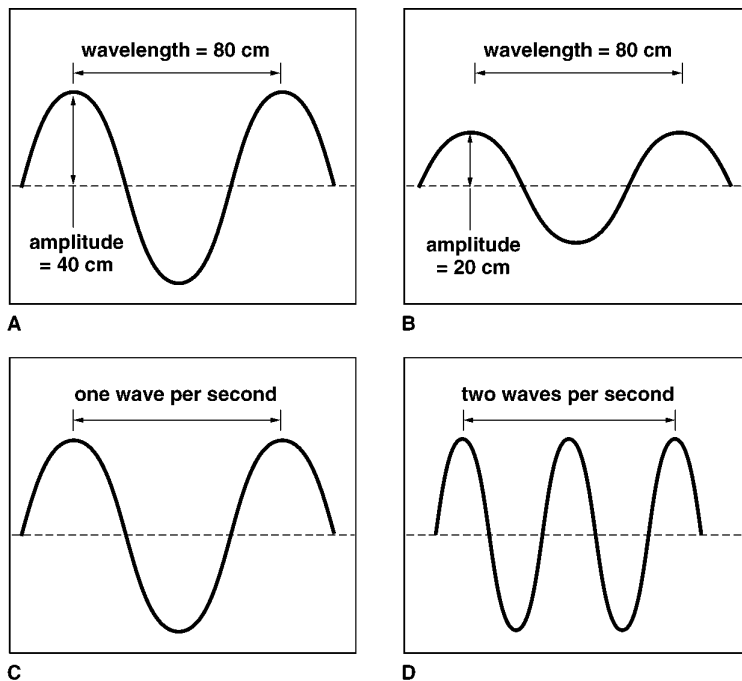 wavelength = 80 cm
amplitude
= 40 cm
A
wavelength = 80 cm
amplitude
= 20 cm
B
one wave per second
C
two waves per second
D